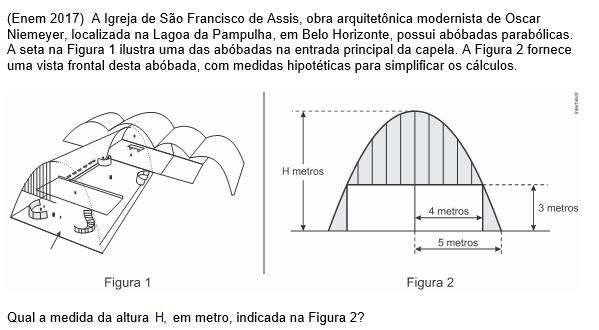 (Enem 2017)  A Igreja de São Francisco de Assis, obra arquitetônica modernista de Oscar
Niemeyer, localizada na Lagoa da Pampulha, em Belo Horizonte, possui abóbadas parabólicas.
A seta na Figura 1 ilustra uma das abóbadas na entrada principal da capela. A Figura 2 fornece
uma vista frontal desta abóbada, com medidas hipotéticas para simplificar os cálculos.
H metros
4 metros
3 metros
5 metros
Figura 1
Figura 2
Qual a medida da altura H, em metro, indicada na Figura 2?